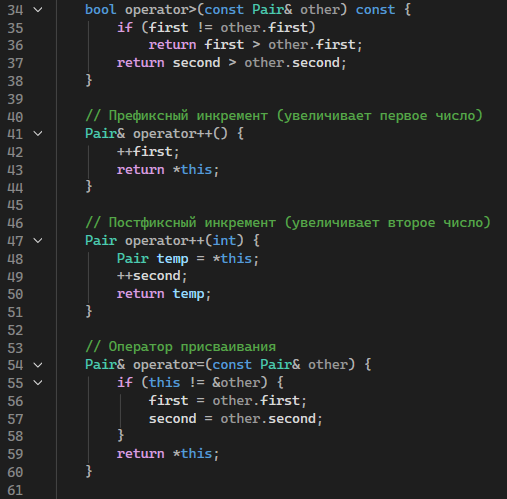 34 bool operator>(const Pair& other) const {
35 if (first != other.first)
36 return first > other.first;
37 return second > other.second;
38 }
39
40 // Префиксный инкремент (увеличивает первое число)
41 Pair& operator++() {
42 ++first;
43 return *this;
44 }
45
46 // Постфиксный инкремент (увеличивает второе число)
47 Pair operator++(int) {
48 Pair temp = *this;
49 ++second;
50 return temp;
51 }
52
53 // Оператор присваивания
54 Pair& operator=(const Pair& other) {
55 if (this != &other) {
56 first = other.first;
57 second = other.second;
58 }
59 return *this;
60 }
61